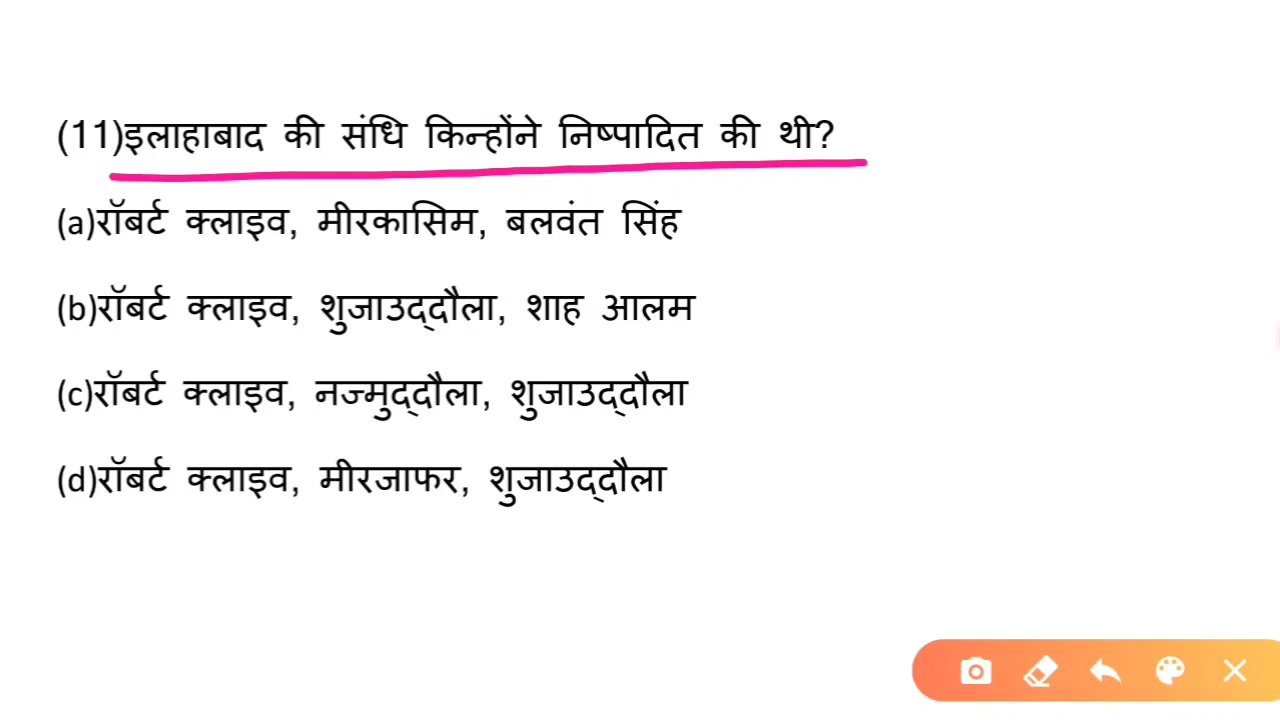 (11)इलाहाबाद की संधि किन्होंने निष्पादित की थी?
(a)रॉबर्ट क्लाइव, मीरकासिम, बलवंत सिंह
(b)रॉबर्ट क्लाइव, शुजाउद्दौला, शाह आलम
(c)रॉबर्ट क्लाइव, नज्मुद्दौला, शुजाउद्दौला
(d)रॉबर्ट क्लाइव, मीरजाफर, शुजाउद्दौला